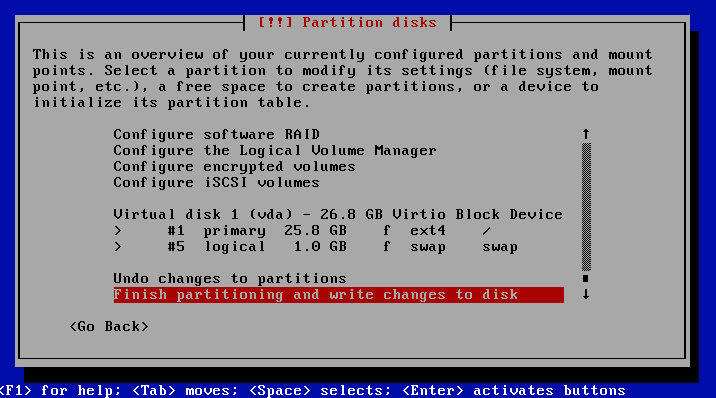 [!!] Partition disks
This is an overview of your currently configured partitions and mount
points. Select a partition to modify its settings (file system, mount
point, etc.), a free space to create partitions, or a device to
initialize its partition table.
Configure software RAID
Configure the Logical Volume Manager
Configure encrypted volumes
Configure iSCSI volumes
Virtual disk 1 (vda) - 26.8 GB Virtio Block Device
> #1 primary 25.8 GB f ext4 /
> #5 logical 1.0 GB f swap swap
Undo changes to partitions
Finish partitioning and write changes to disk
<Go Back>
<F1> for help; <Tab> moves; <Space> selects; <Enter> activates buttons